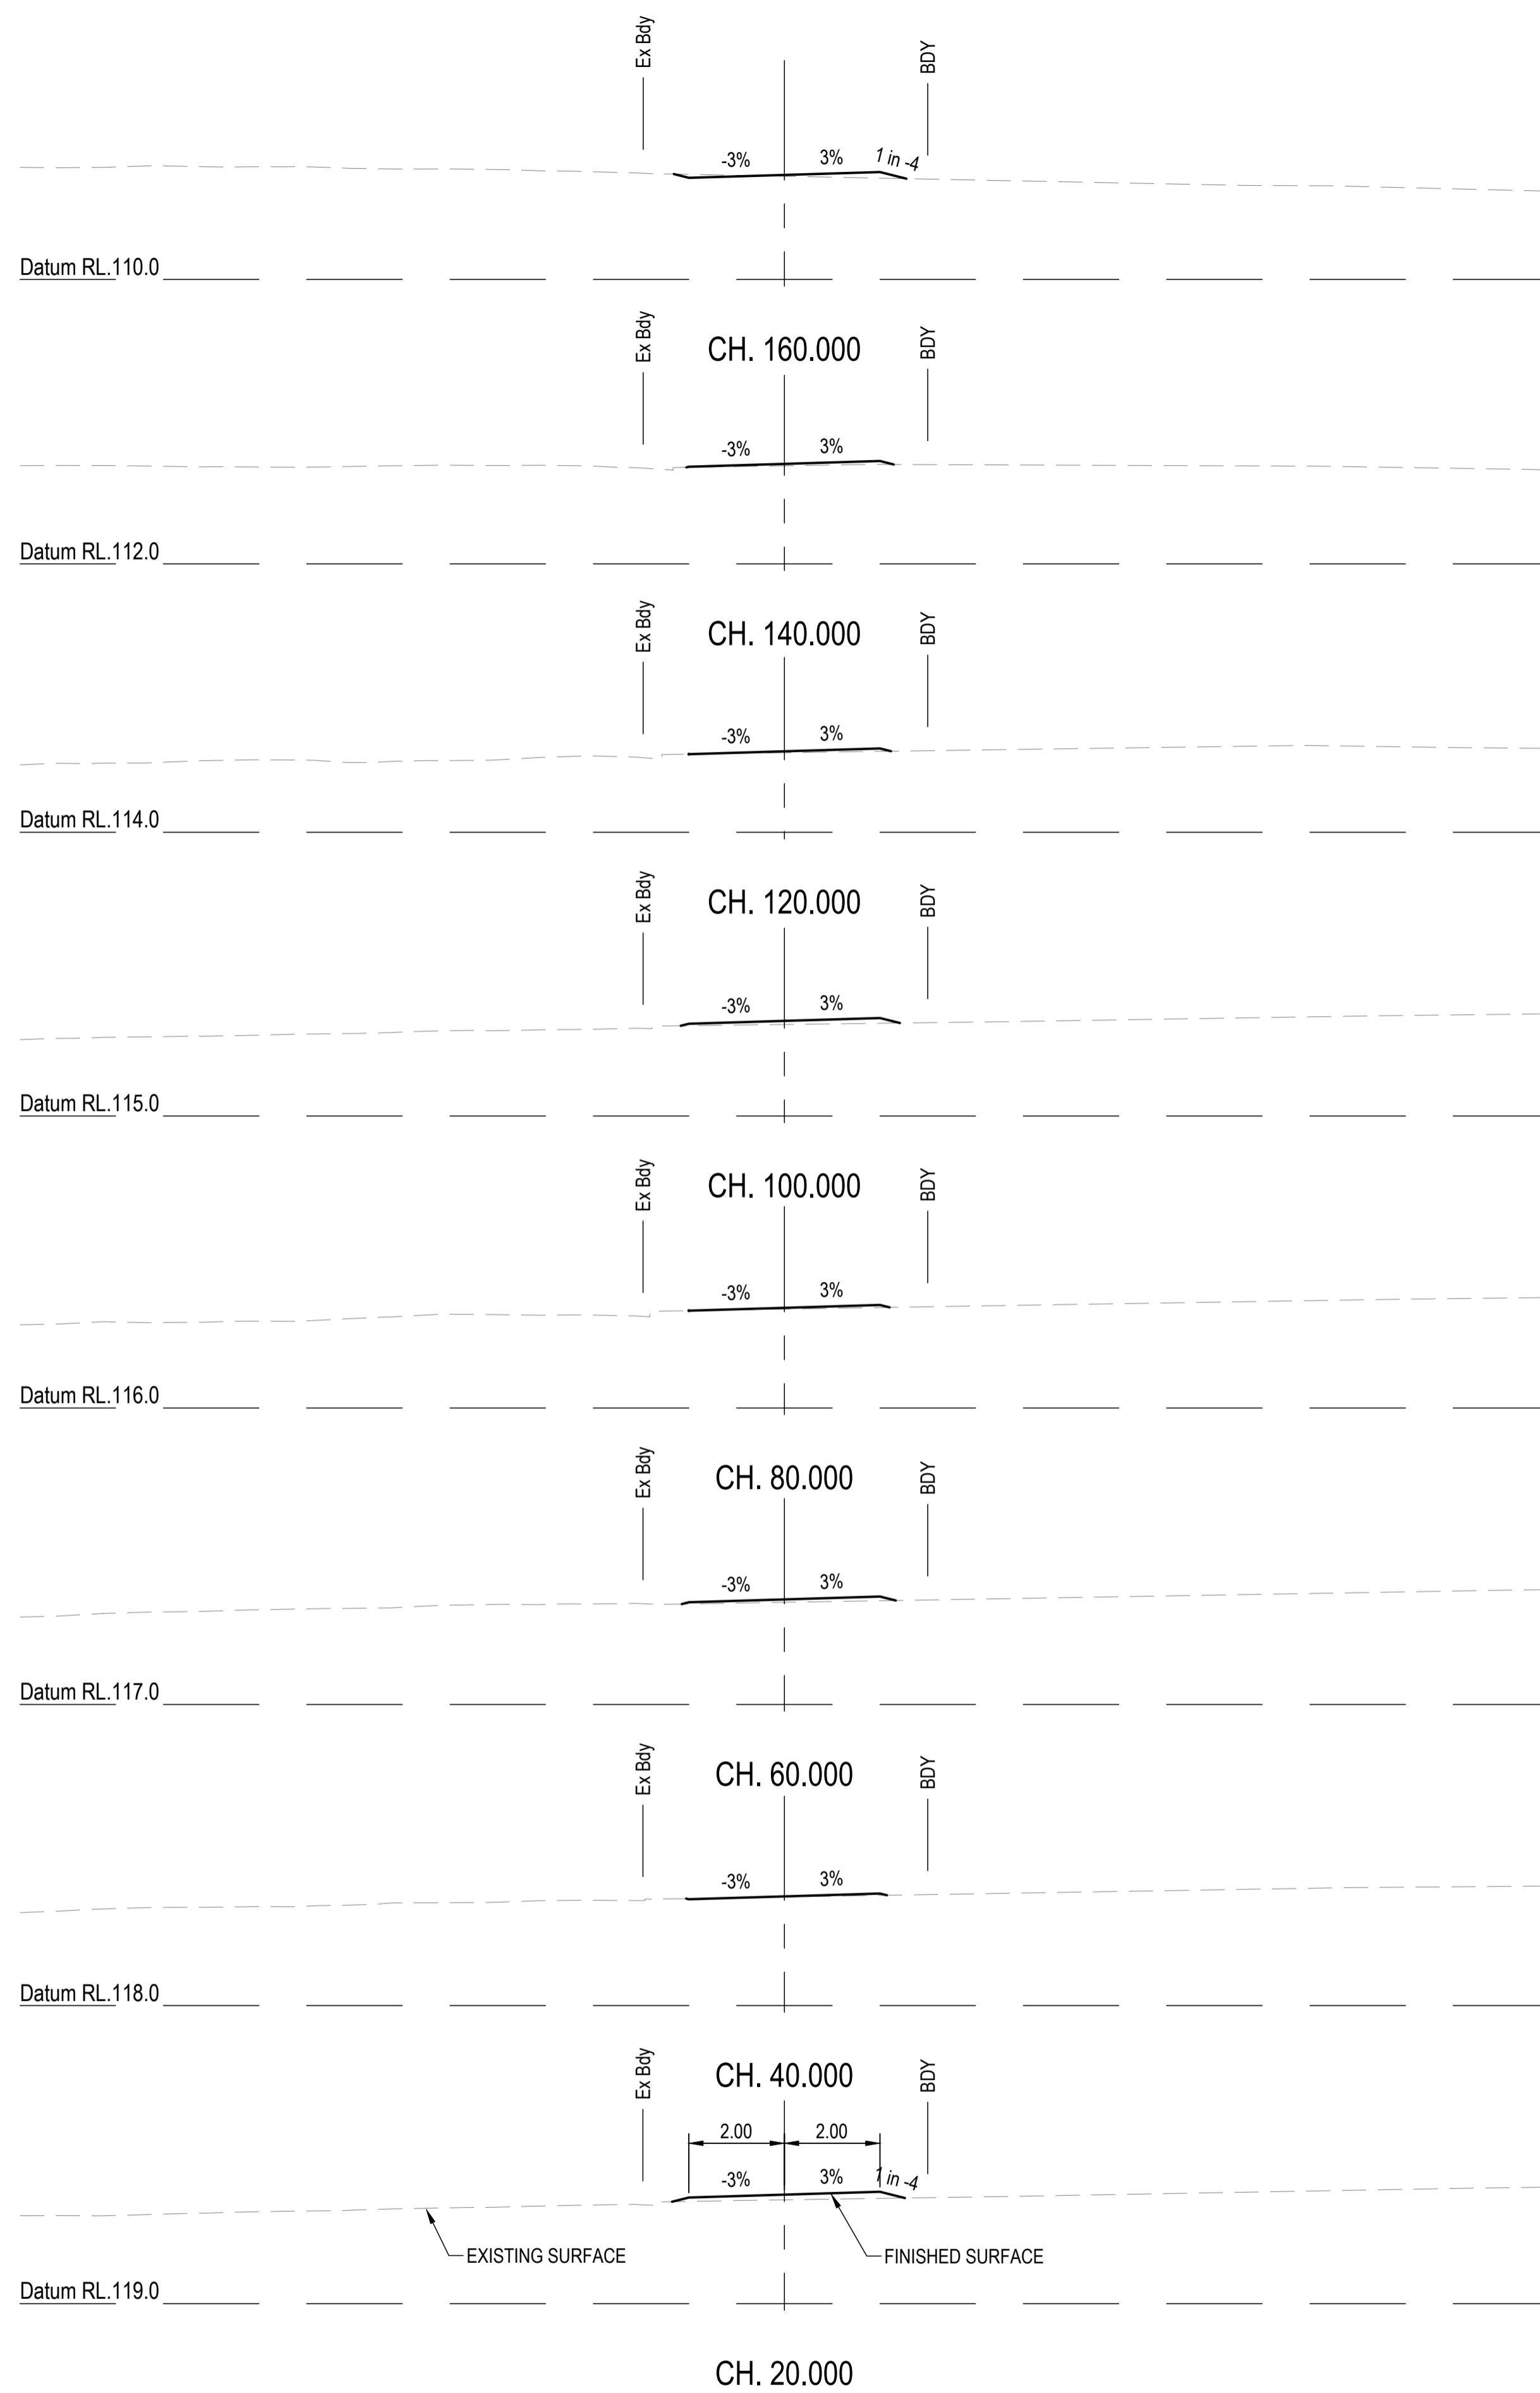 Ex Bdy
BDY
-3%
3%
1 in -4
Datum RL.110.0
CH. 160.000
Ex Bdy
BDY
-3%
3%
Datum RL.112.0
CH. 140.000
Ex Bdy
BDY
-3%
3%
Datum RL.114.0
CH. 120.000
Ex Bdy
BDY
-3%
3%
Datum RL.115.0
CH. 100.000
Ex Bdy
BDY
-3%
3%
Datum RL.116.0
CH. 80.000
Ex Bdy
BDY
-3%
3%
Datum RL.117.0
CH. 60.000
Ex Bdy
BDY
-3%
3%
Datum RL.118.0
CH. 40.000
Ex Bdy
BDY
2.00
2.00
-3%
3%
1 in -4
EXISTING SURFACE
FINISHED SURFACE
Datum RL.119.0
CH. 20.000